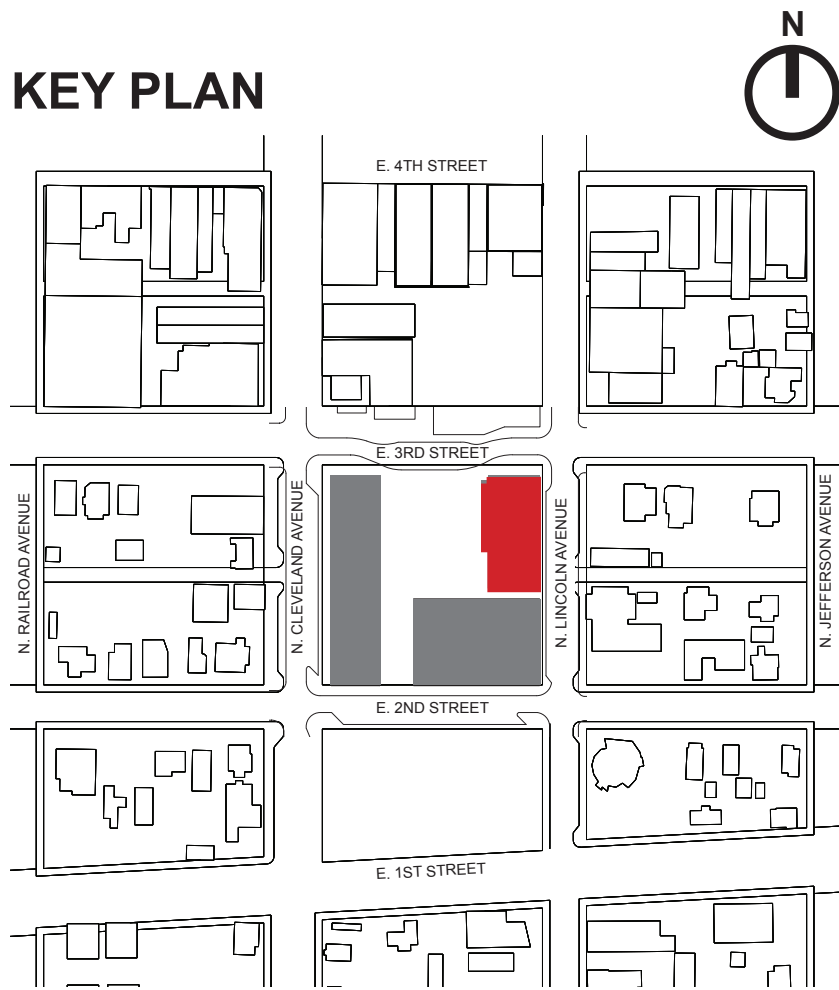 N
KEY PLAN
E. 4TH STREET
E. 3RD STREET
N. RAILROAD AVENUE
N. CLEVELAND AVENUE
N. LINCOLN AVENUE
N. JEFFERSON AVENUE
E. 2ND STREET
E. 1ST STREET